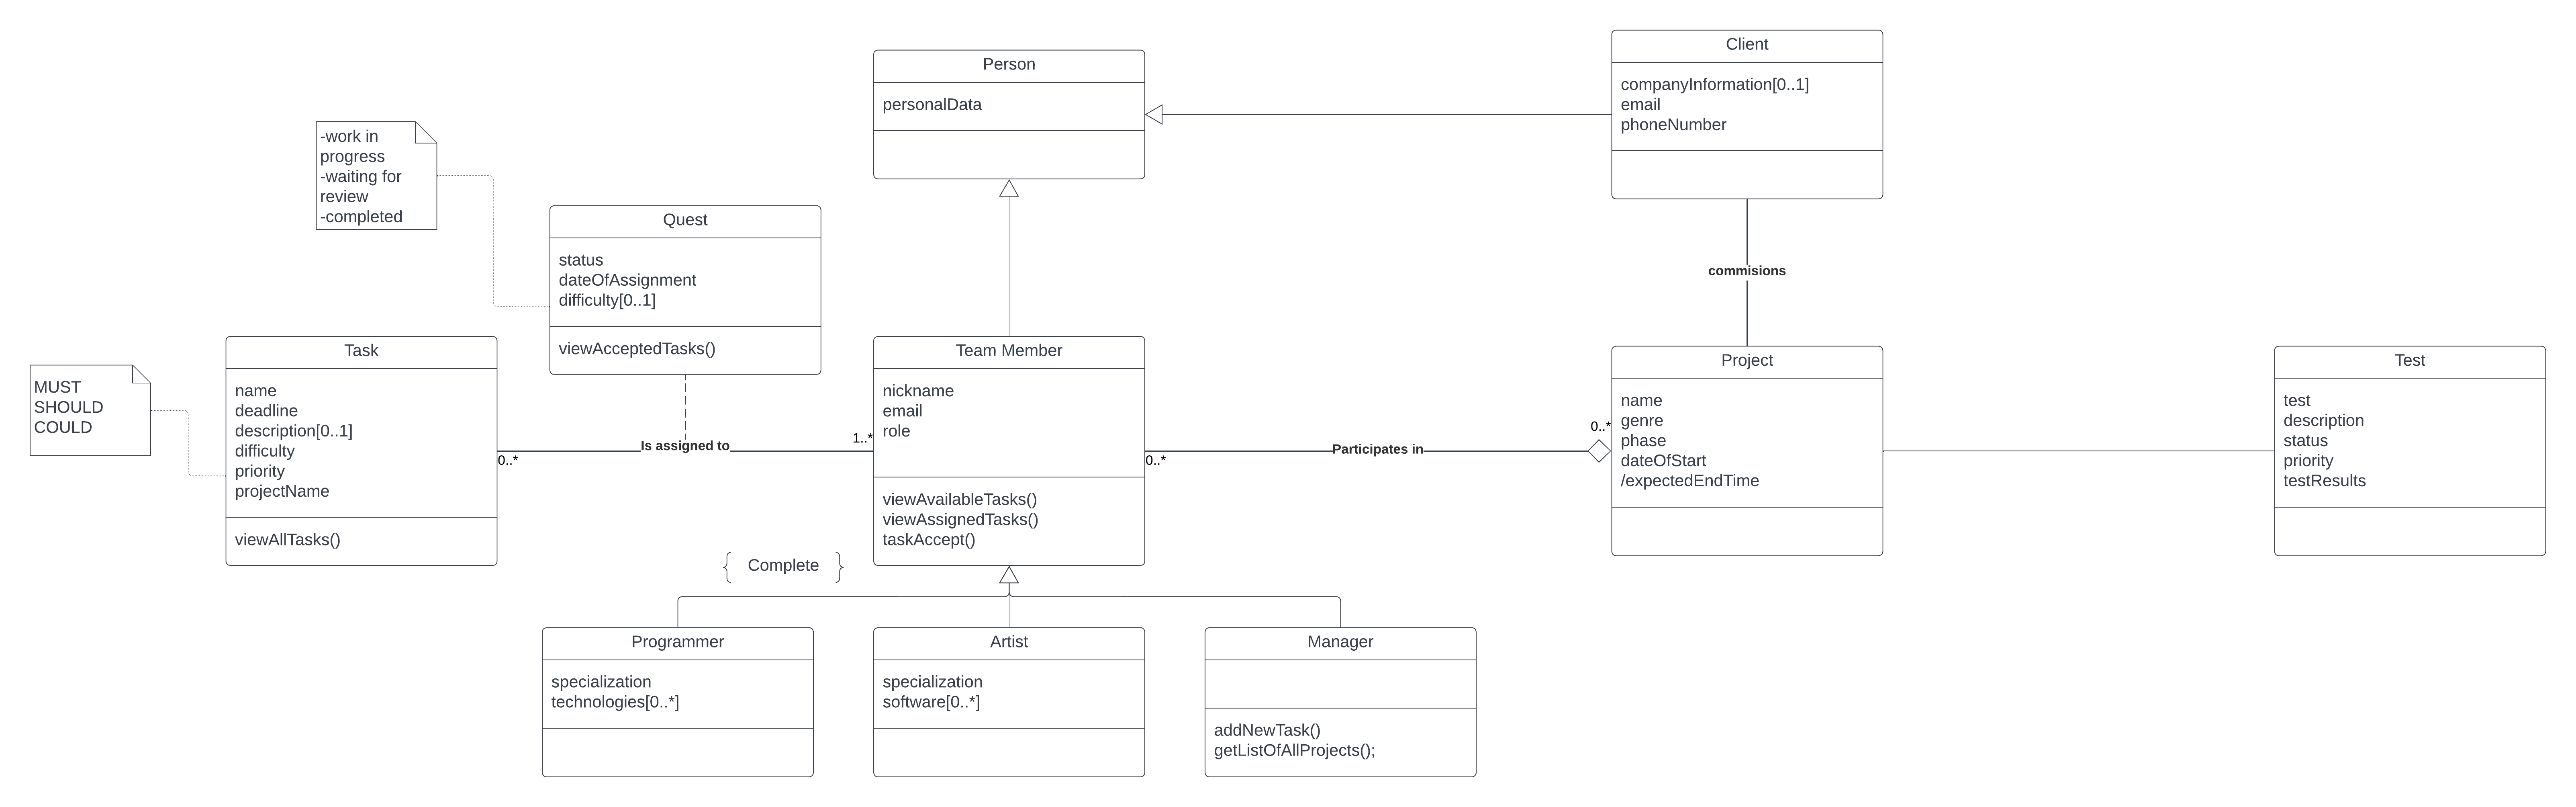 Client
companyInformation[0..1]
email
phoneNumber
Person
personalData
-work in
progress
-waiting for
review
-completed
Quest
status
dateOfAssignment
difficulty[0..1]
viewAcceptedTasks()
commisions
MUST
SHOULD
COULD
Task
name
deadline
description[0..1]
difficulty
priority
projectName
viewAllTasks()
0..*
Is assigned to
1..*
Team Member
nickname
email
role
viewAvailableTasks()
viewAssignedTasks()
taskAccept()
0..*
Participates in
0..*
Project
name
genre
phase
dateOfStart
/expectedEndTime
Test
test
description
status
priority
testResults
{ Complete }
Programmer
specialization
technologies[0..*]
Artist
specialization
software[0..*]
Manager
addNewTask()
getListOfAllProjects();